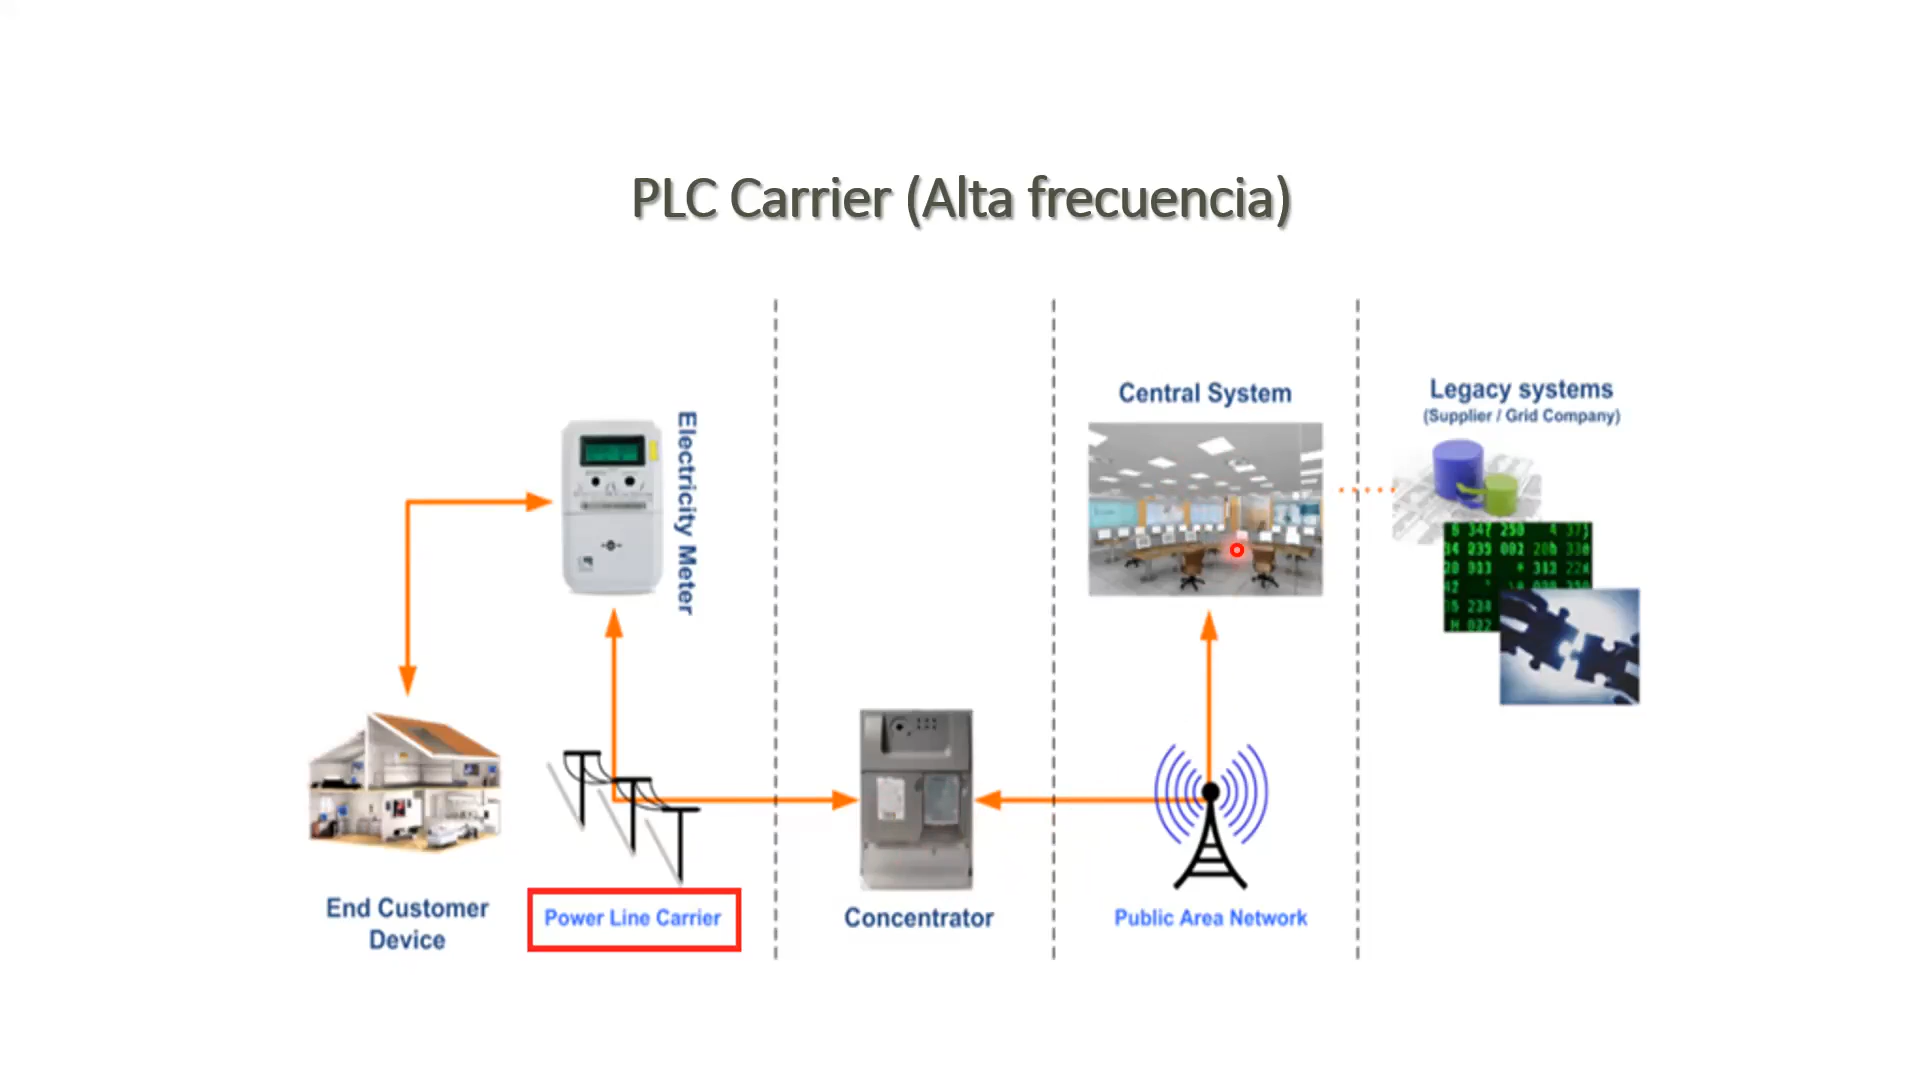 PLC Carrier (Alta frecuencia)
Electricity Meter
End Customer
Device
Power Line Carrier
Concentrator
Central System
Public Area Network
Legacy systems
(Supplier / Grid Company)